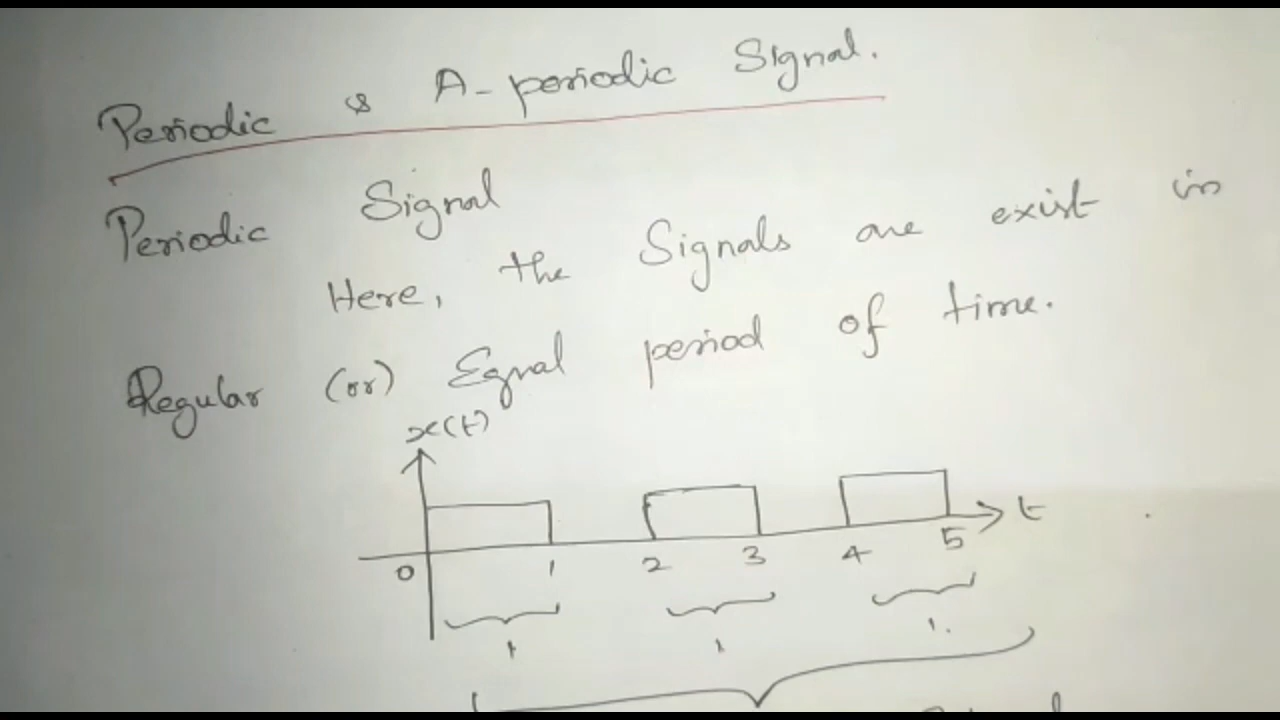 Periodic & A-periodic Signal.
Periodic Signal
Here, the Signals are exist in
Regular (or) Equal period of time.
x(t)
t
0 1 2 3 4 5
1 1 1.